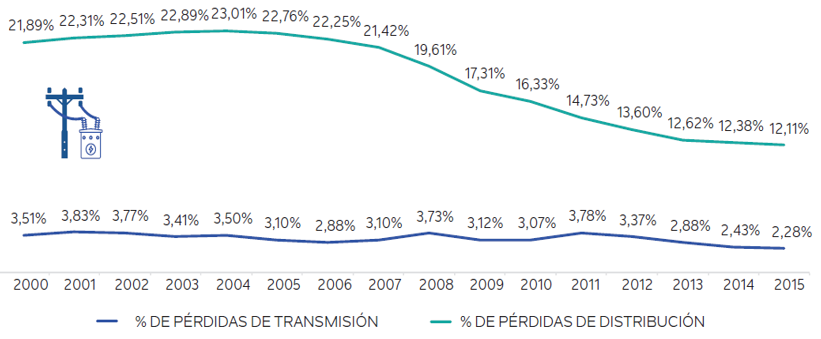 21,89% 22,31% 22,51% 22,89% 23,01% 22,76% 22,25% 21,42% 19,61% 17,31% 16,33% 14,73% 13,60% 12,62% 12,38% 12,11%
3,51% 3,83% 3,77% 3,41% 3,50% 3,10% 2,88% 3,10% 3,73% 3,12% 3,07% 3,78% 3,37% 2,88% 2,43% 2,28%
2000 2001 2002 2003 2004 2005 2006 2007 2008 2009 2010 2011 2012 2013 2014 2015
% DE PÉRDIDAS DE TRANSMISIÓN % DE PÉRDIDAS DE DISTRIBUCIÓN